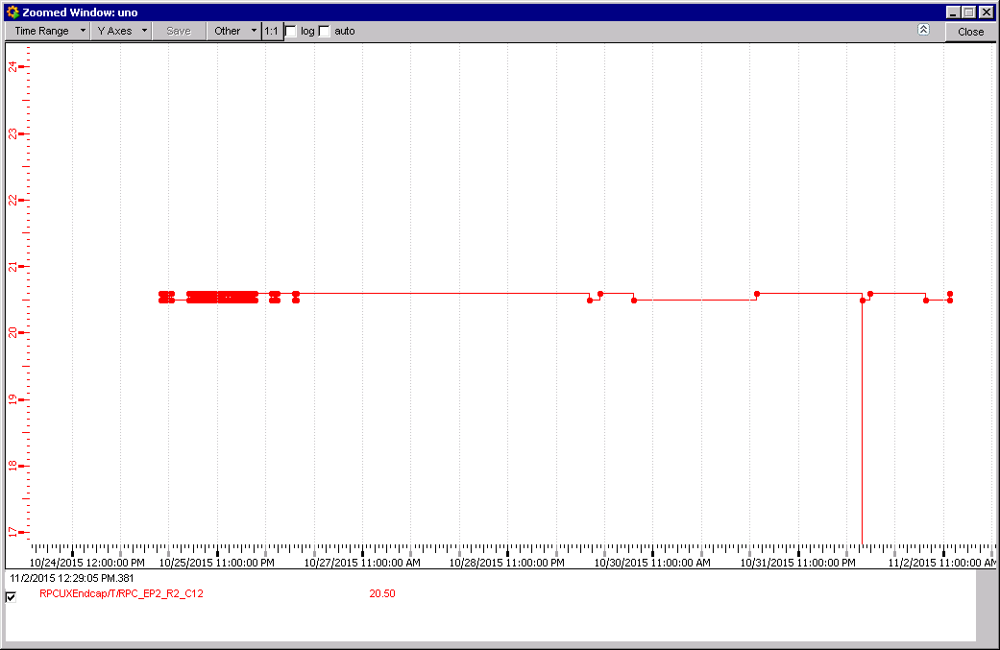 Zoomed Window: uno
Time Range Y Axes Save Other 1:1 log auto Close
24
23
22
21
20
19
18
17
10/24/2015 12:00:00 PM 10/25/2015 11:00:00 PM 10/27/2015 11:00:00 AM 10/28/2015 11:00:00 PM 10/30/2015 11:00:00 AM 10/31/2015 11:00:00 PM 11/2/2015 11:00:00 AM
11/2/2015 12:29:05 PM.381
RPCUXEndcap/T/RPC_EP2_R2_C12 20.50